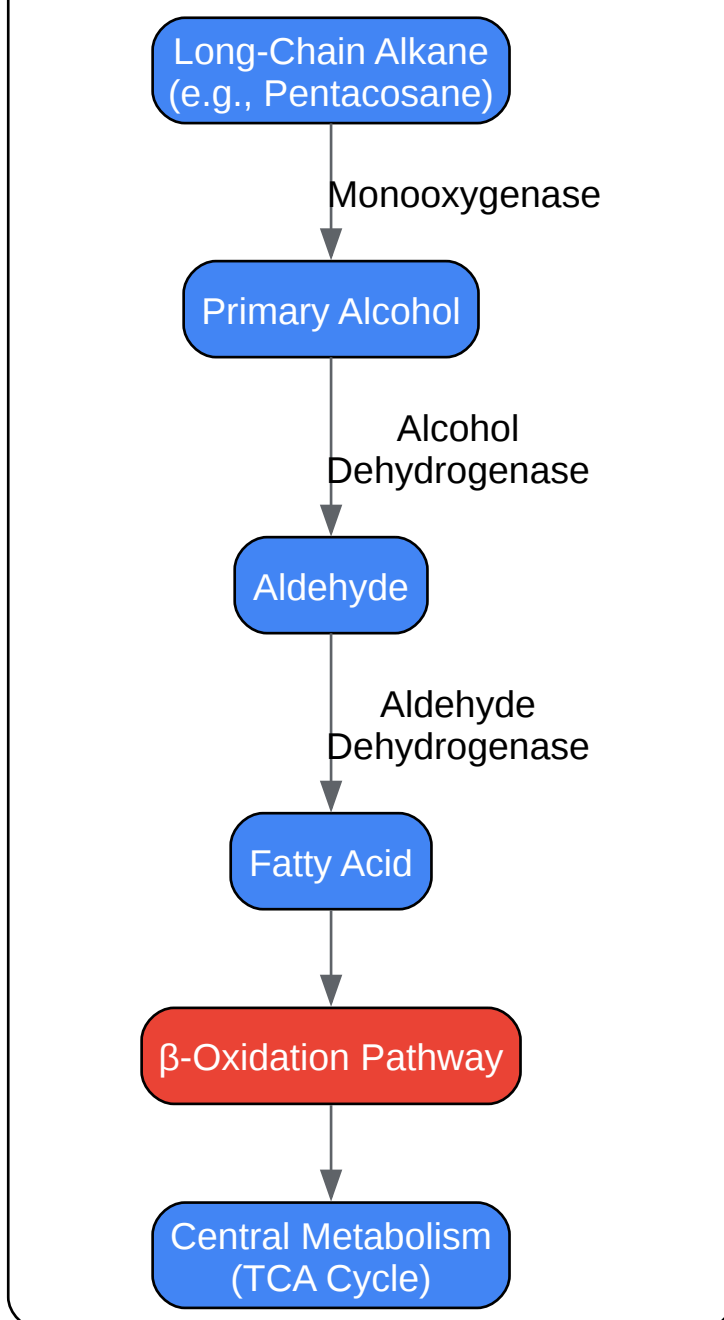 Long-Chain Alkane
(e.g., Pentacosane)
Monooxygenase
Primary Alcohol
Alcohol
Dehydrogenase
Aldehyde
Aldehyde
Dehydrogenase
Fatty Acid
β-Oxidation Pathway
Central Metabolism
(TCA Cycle)